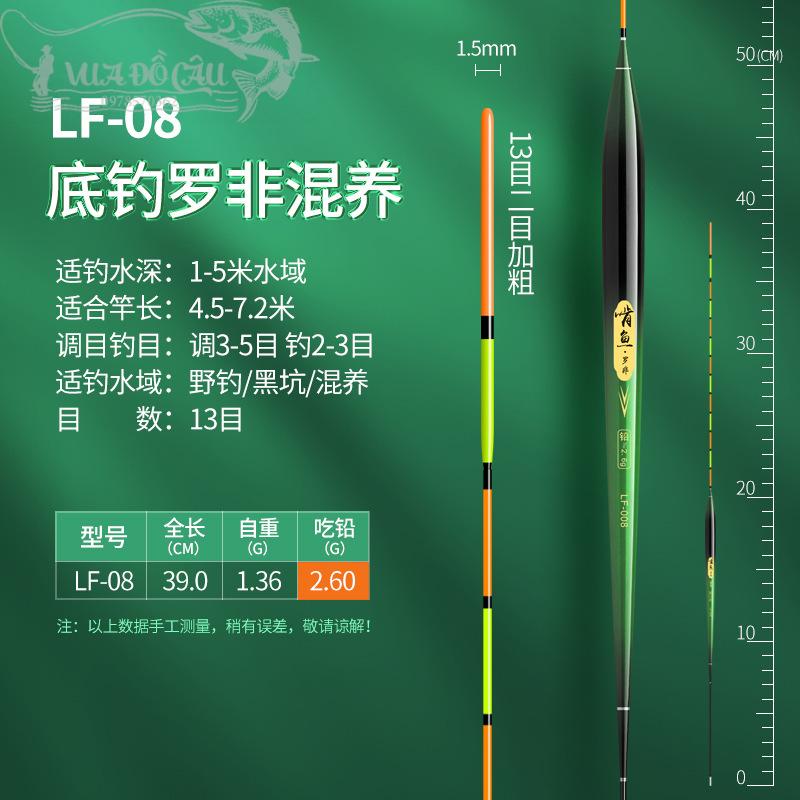 VUA ĐỒ CÂU
LF-08
底钓罗非混养
适钓水深：1-5米水域
适合竿长：4.5-7.2米
调目钓目：调3-5目 钓2-3目
适钓水域：野钓/黑坑/混养
目　　数：13目
型号 全长(CM) 自重(G) 吃铅(G)
LF-08 39.0 1.36 2.60
注：以上数据手工测量，稍有误差，敬请谅解！
1.5mm
13目二目加粗
啃鱼·罗非
铅≈2.6g
LF-008
50(CM)
40
30
20
10
0